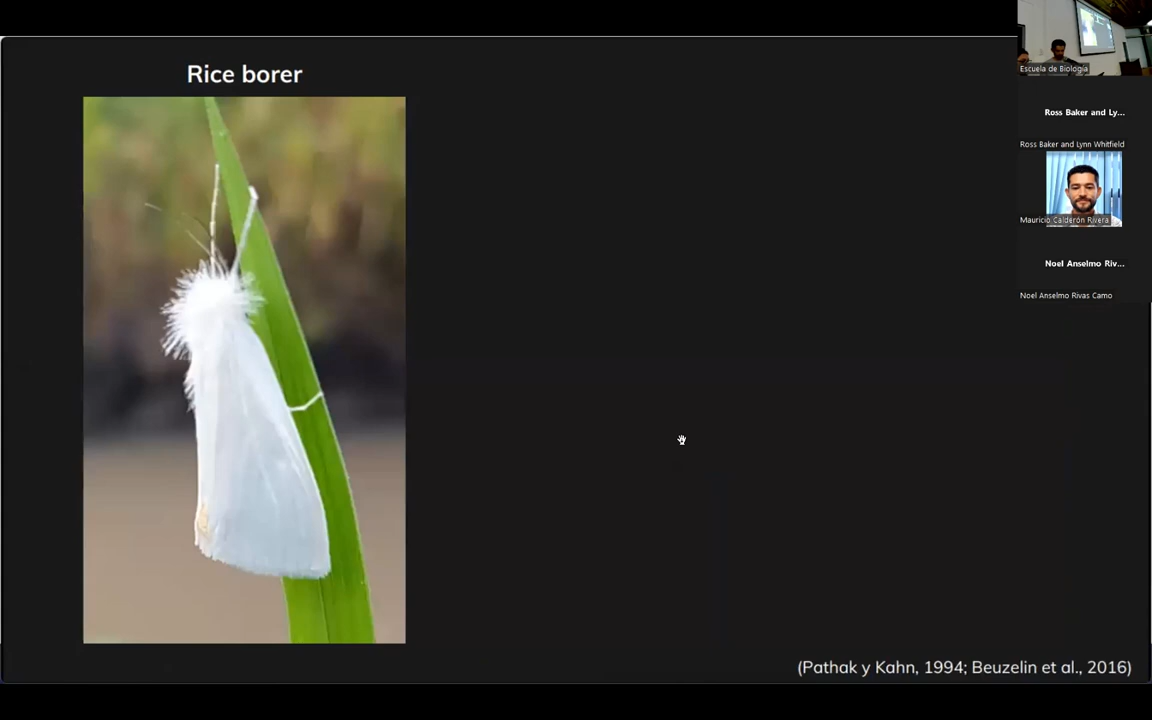 Rice borer
(Pathak y Kahn, 1994; Beuzelin et al., 2016)
Escuela de Biología
Ross Baker and Ly...
Ross Baker and Lynn Whitfield
Mauricio Calderón Rivera
Noel Anselmo Riv...
Noel Anselmo Rivas Camo